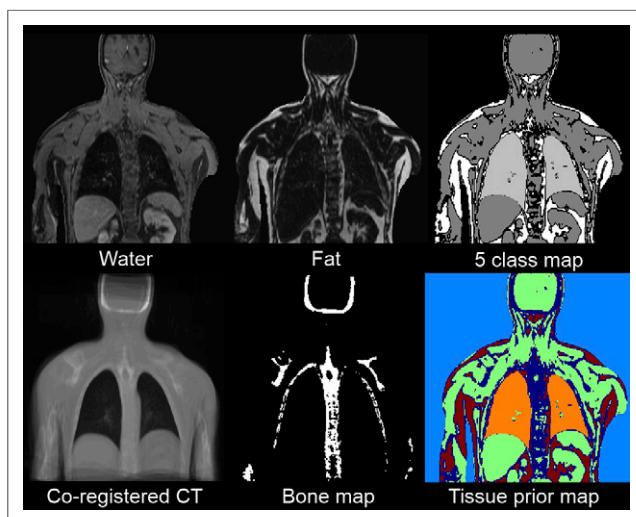 Water
Fat
5 class map
Co-registered CT
Bone map
Tissue prior map